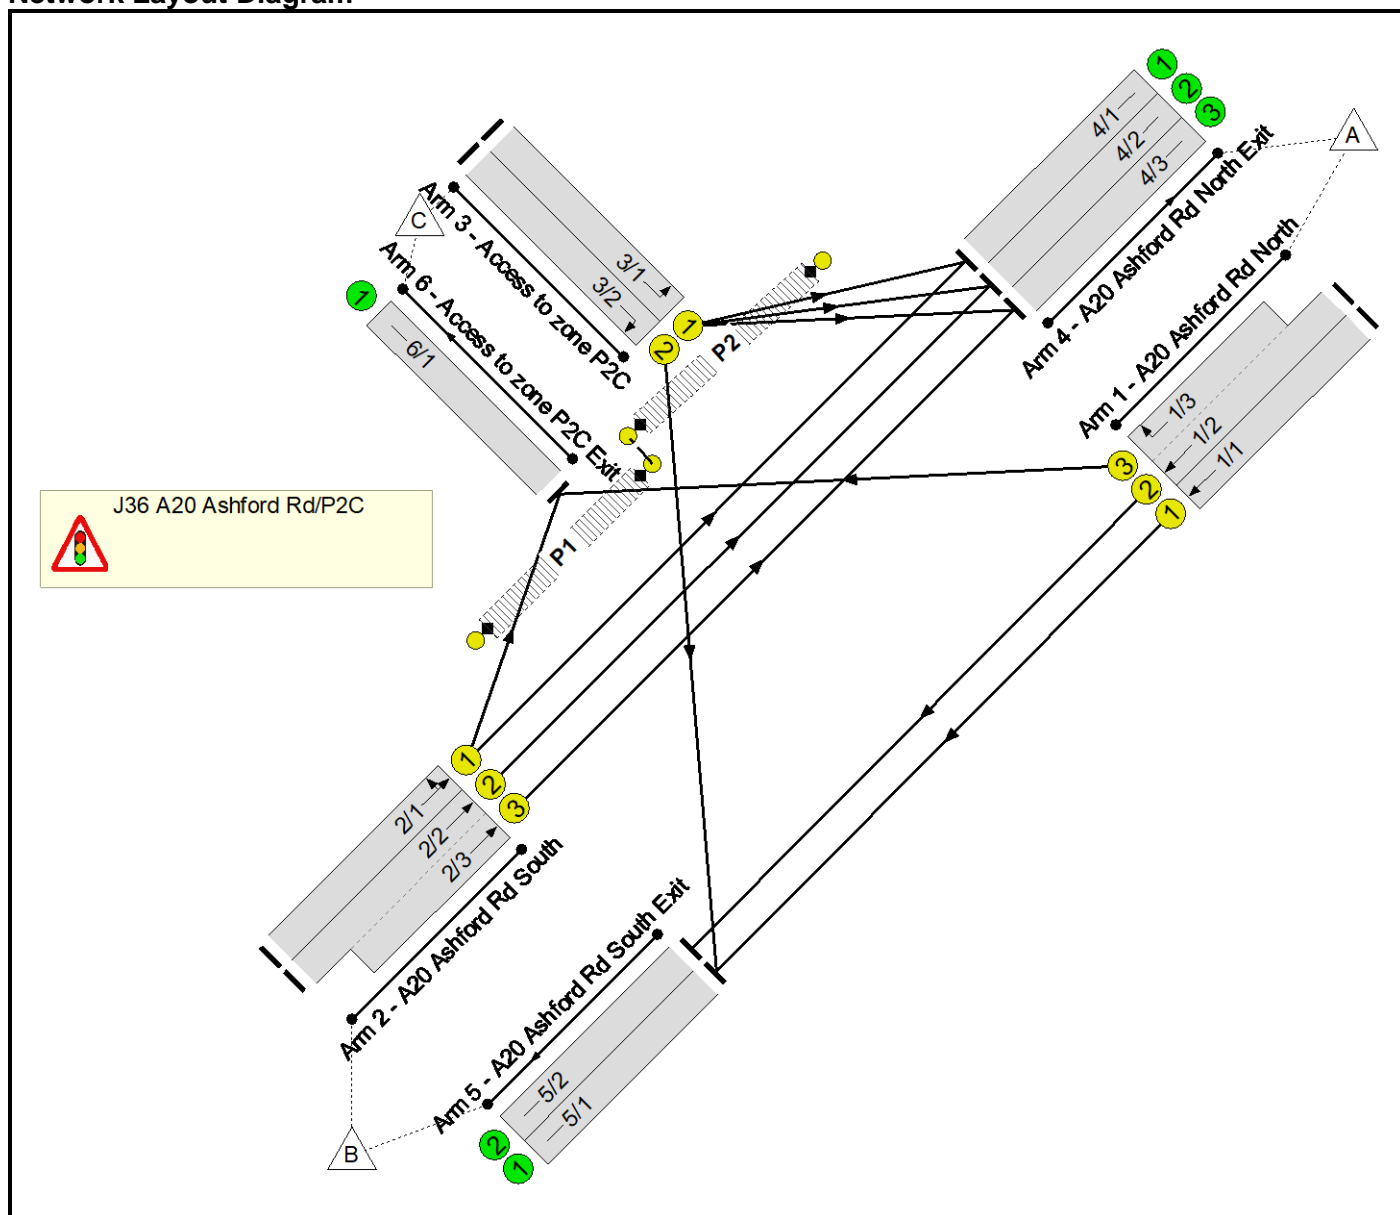 Network Layout Diagram
1
2
3
4/1
4/2
4/3
Arm 4 - A20 Ashford Rd North Exit
A
Arm 3 - Access to zone P2C
3/1
3/2
C
Arm 6 - Access to zone P2C Exit
1
6/1
1
2
P2
Arm 1 - A20 Ashford Rd North
1/3
1/2
1/1
3
2
1
J36 A20 Ashford Rd/P2C
P1
1
2
3
2/1
2/2
2/3
Arm 2 - A20 Ashford Rd South
Arm 5 - A20 Ashford Rd South Exit
5/2
5/1
2
1
B